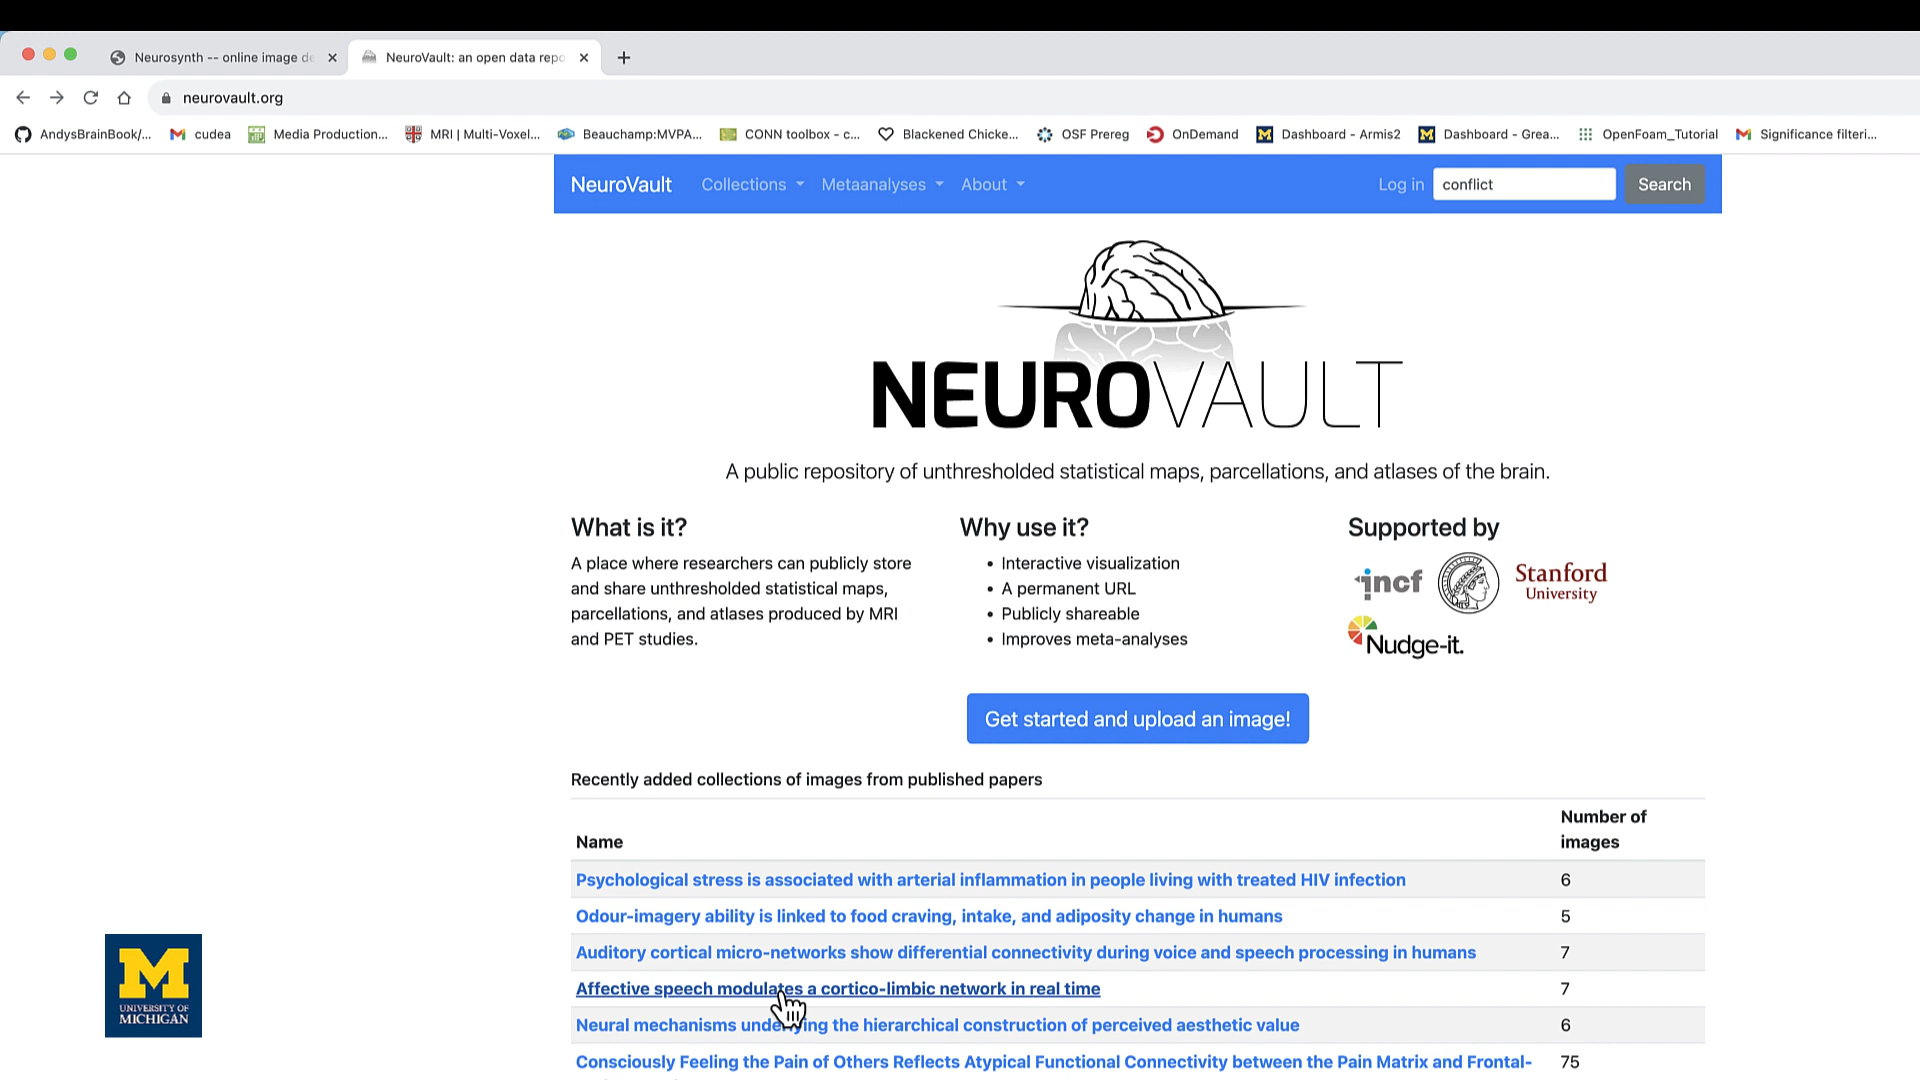 Neurosynth -- online image de
NeuroVault: an open data repo
neurovault.org
AndysBrainBook/...
cudea
Media Production...
MRI | Multi-Voxel...
Beauchamp:MVPA...
CONN toolbox - c...
Blackened Chicke...
OSF Prereg
OnDemand
Dashboard - Armis2
Dashboard - Grea...
OpenFoam_Tutorial
Significance filteri...
NeuroVault
Collections
Metaanalyses
About
Log in
conflict
Search
NEUROVAULT
A public repository of unthresholded statistical maps, parcellations, and atlases of the brain.
What is it?
A place where researchers can publicly store
and share unthresholded statistical maps,
parcellations, and atlases produced by MRI
and PET studies.
Why use it?
• Interactive visualization
• A permanent URL
• Publicly shareable
• Improves meta-analyses
Supported by
incf
Stanford
University
Nudge-it.
Get started and upload an image!
Recently added collections of images from published papers
Name
Number of
images
Psychological stress is associated with arterial inflammation in people living with treated HIV infection 6
Odour-imagery ability is linked to food craving, intake, and adiposity change in humans 5
Auditory cortical micro-networks show differential connectivity during voice and speech processing in humans 7
Affective speech modulates a cortico-limbic network in real time 7
Neural mechanisms underlying the hierarchical construction of perceived aesthetic value 6
Consciously Feeling the Pain of Others Reflects Atypical Functional Connectivity between the Pain Matrix and Frontal- 75
M
UNIVERSITY OF
MICHIGAN